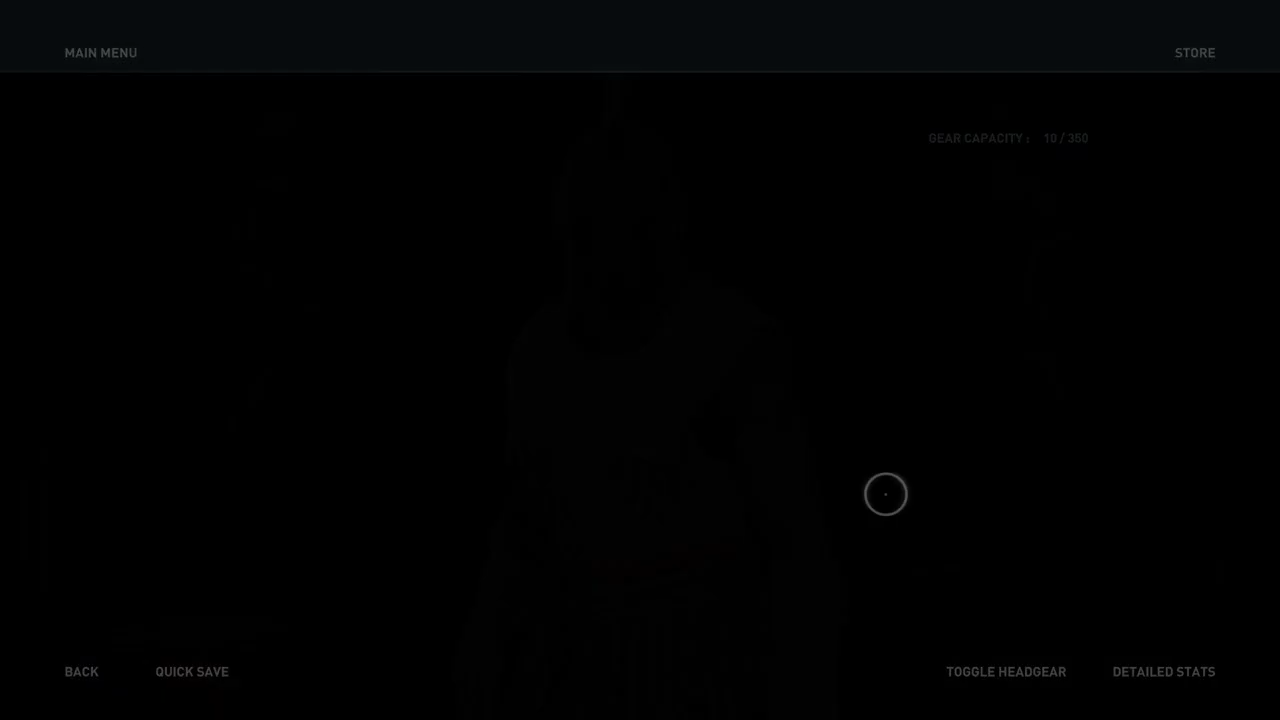 MAIN MENU
STORE
GEAR CAPACITY : 10 / 350
BACK
QUICK SAVE
TOGGLE HEADGEAR
DETAILED STATS